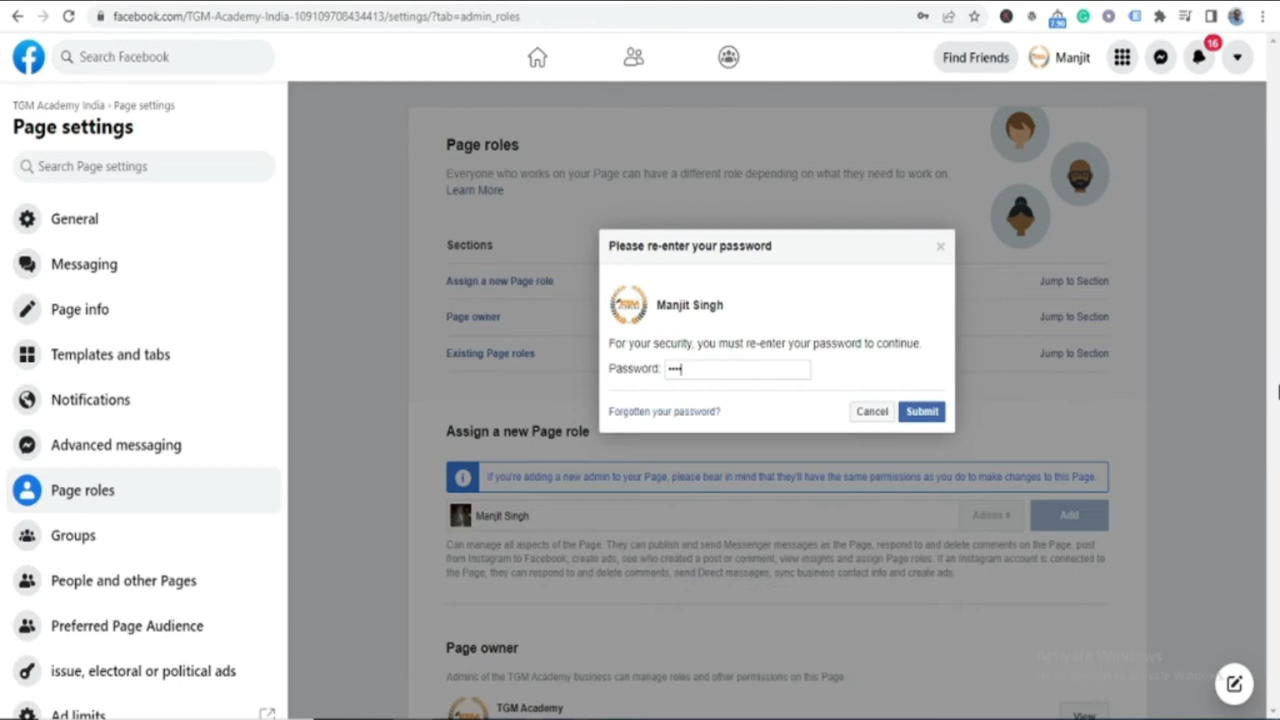 facebook.com/TGM-Academy-India-109109708434413/settings/?tab=admin_roles
7.90
Search Facebook
Find Friends
Manjit
16
TGM Academy India › Page settings
Page settings
Search Page settings
General
Messaging
Page info
Templates and tabs
Notifications
Advanced messaging
Page roles
Groups
People and other Pages
Preferred Page Audience
issue, electoral or political ads
Ad limits
Page roles
Everyone who works on your Page can have a different role depending on what they need to work on.
Learn More
Sections
Assign a new Page role
Jump to Section
Page owner
Jump to Section
Existing Page roles
Jump to Section
Please re-enter your password
TGM
Manjit Singh
For your security, you must re-enter your password to continue.
Password: ••••
Forgotten your password?
Cancel
Submit
Assign a new Page role
If you're adding a new admin to your Page, please bear in mind that they'll have the same permissions as you do to make changes to this Page.
Manjit Singh
Admin
Add
Can manage all aspects of the Page. They can publish and send Messenger messages as the Page, respond to and delete comments on the Page, post
from Instagram to Facebook, create ads, see who created a post or comment, view insights and assign Page roles. If an Instagram account is connected to
the Page, they can respond to and delete comments, send Direct messages, sync business contact info and create ads.
Page owner
Admins of the TGM Academy business can manage roles and other permissions on this Page.
TGM Academy
View
Activate Windows